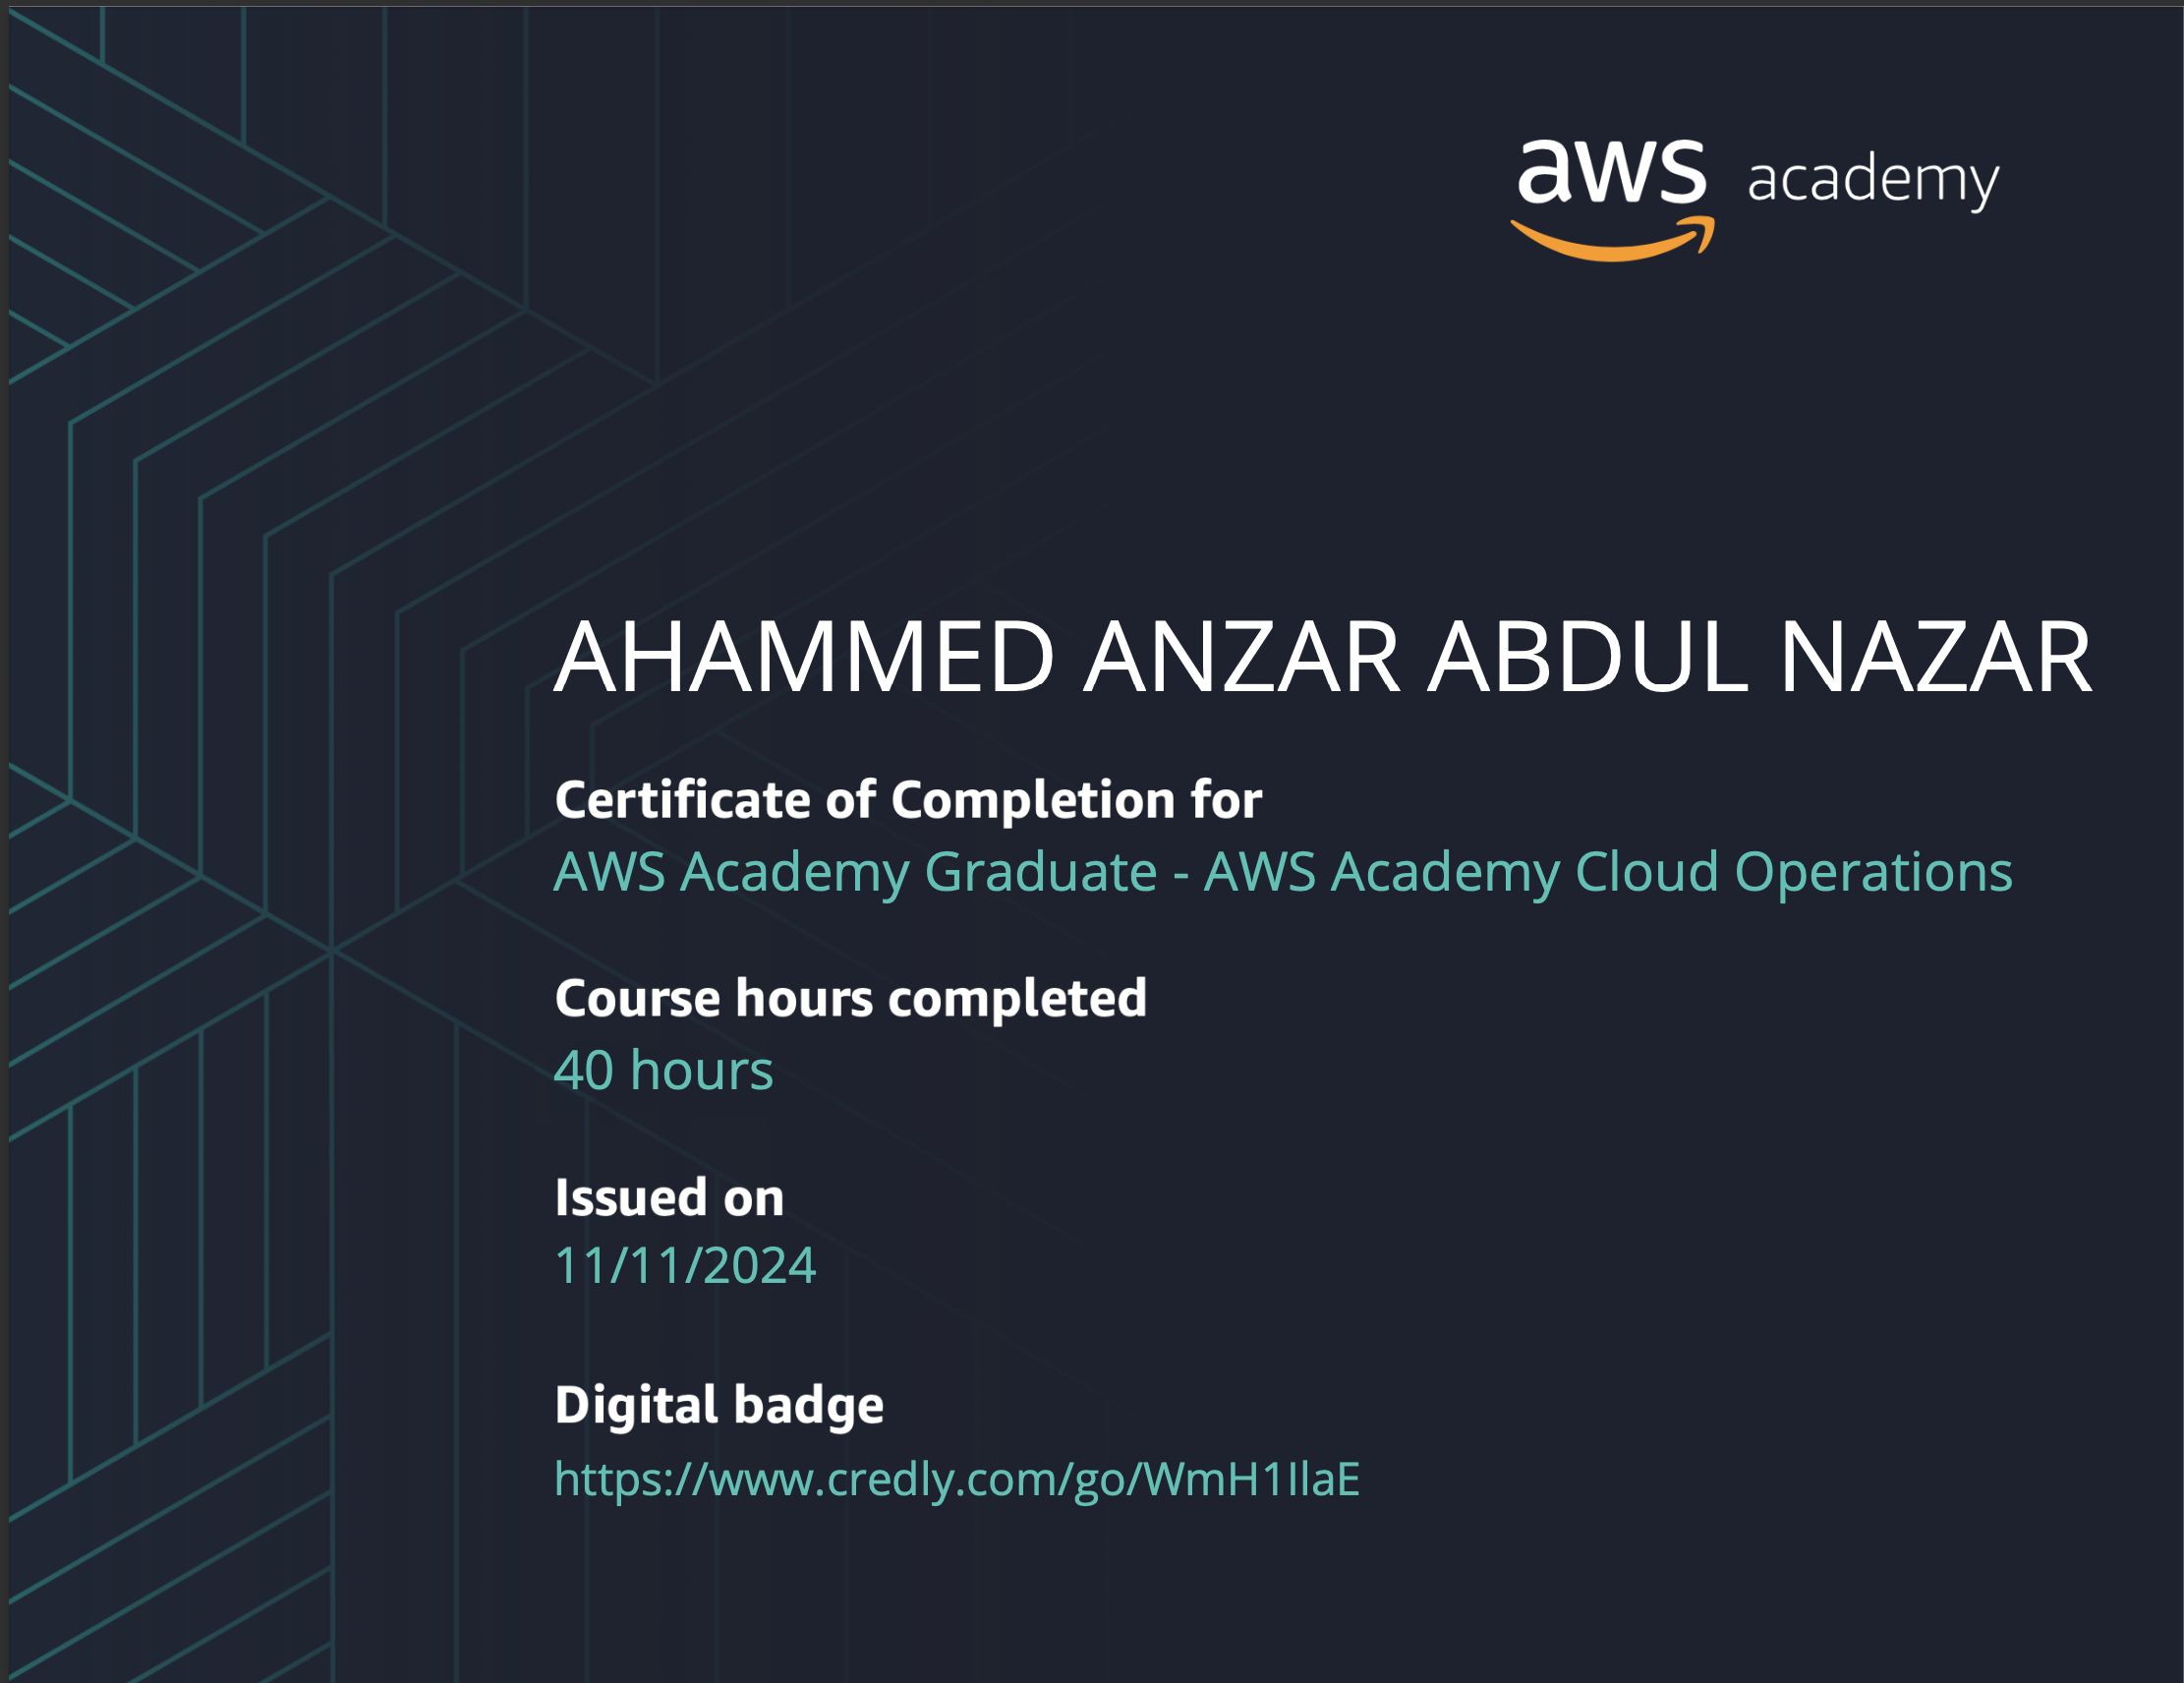 aws academy
AHAMMED ANZAR ABDUL NAZAR
Certificate of Completion for
AWS Academy Graduate - AWS Academy Cloud Operations
Course hours completed
40 hours
Issued on
11/11/2024
Digital badge
https://www.credly.com/go/WmH1IlaE